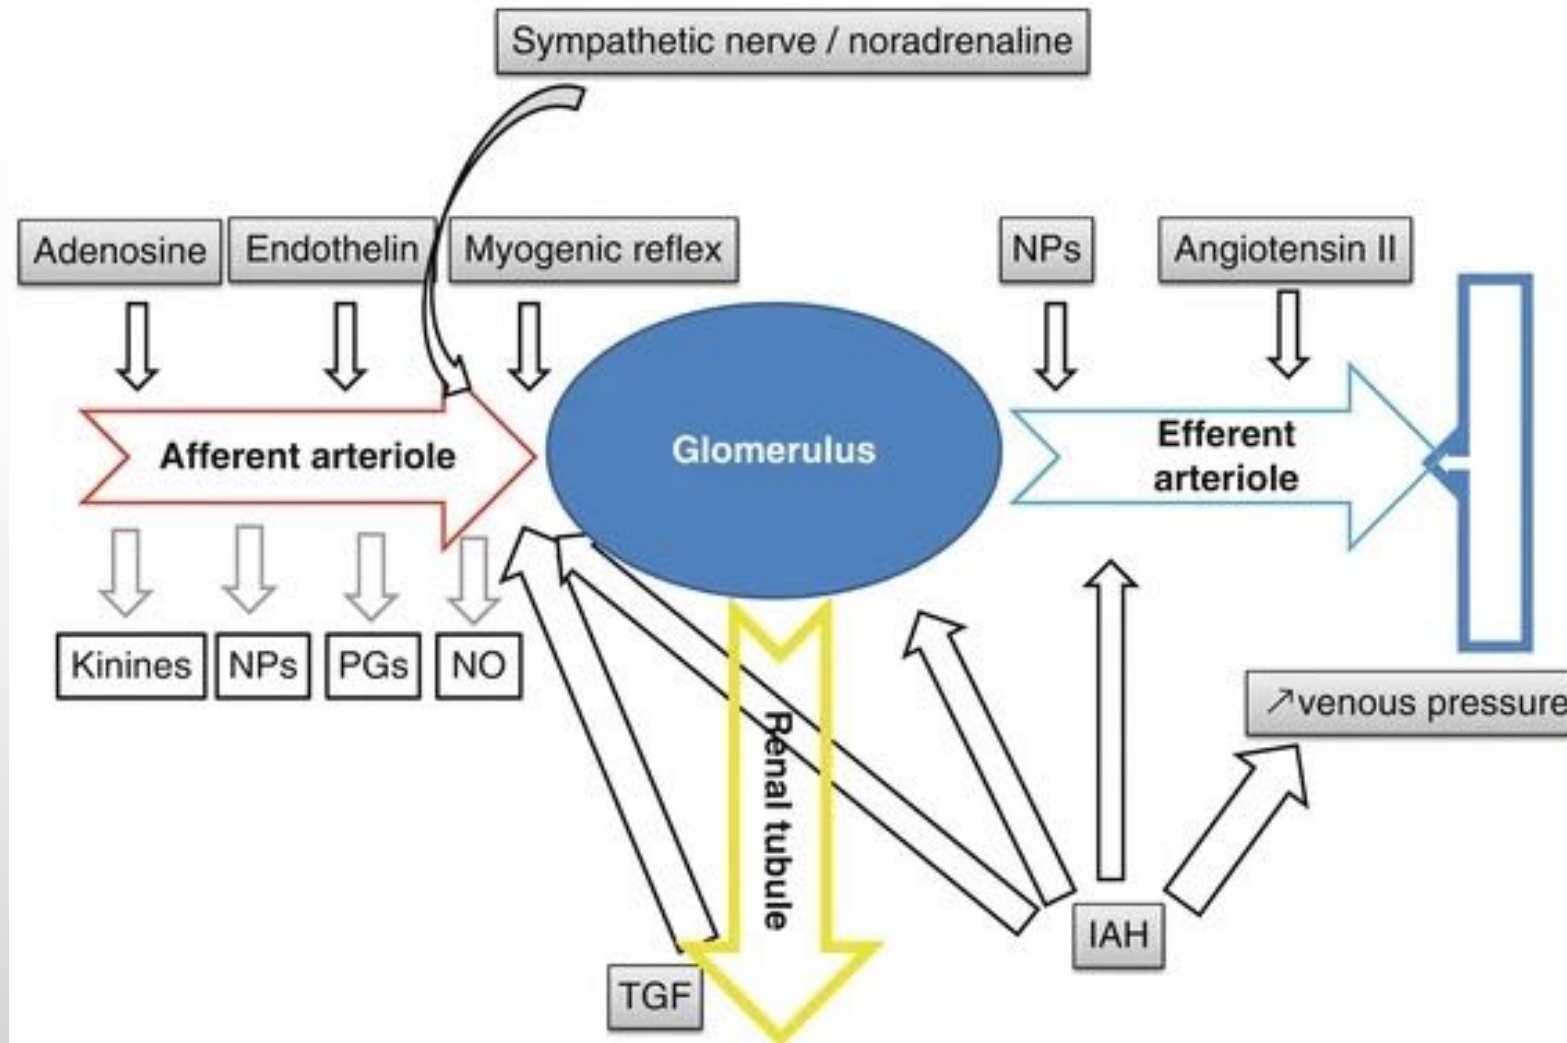 Sympathetic nerve / noradrenaline
Adenosine
Endothelin
Myogenic reflex
NPs
Angiotensin II
Afferent arteriole
Glomerulus
Efferent
arteriole
Kinines
NPs
PGs
NO
↗venous pressure
Renal tubule
IAH
TGF